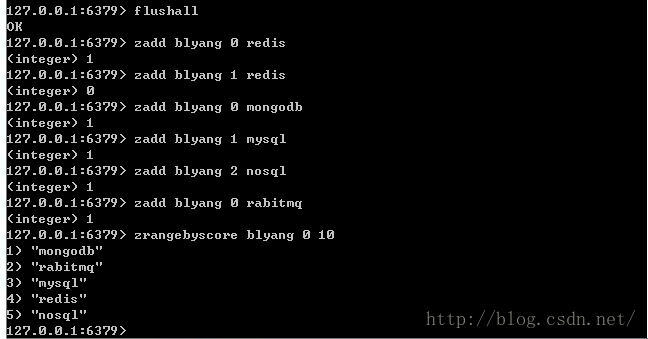 127.0.0.1:6379> flushall
OK
127.0.0.1:6379> zadd blyang 0 redis
(integer) 1
127.0.0.1:6379> zadd blyang 1 redis
(integer) 0
127.0.0.1:6379> zadd blyang 0 mongodb
(integer) 1
127.0.0.1:6379> zadd blyang 1 mysql
(integer) 1
127.0.0.1:6379> zadd blyang 2 nosql
(integer) 1
127.0.0.1:6379> zadd blyang 0 rabitmq
(integer) 1
127.0.0.1:6379> zrangebyscore blyang 0 10
1) "mongodb"
2) "rabitmq"
3) "mysql"
4) "redis"
5) "nosql"
127.0.0.1:6379>
http://blog.csdn.net/